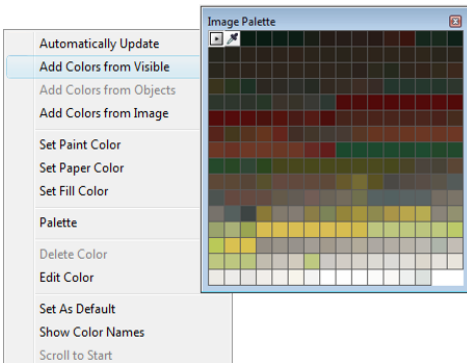 Image Palette
Automatically Update
Add Colors from Visible
Add Colors from Objects
Add Colors from Image
Set Paint Color
Set Paper Color
Set Fill Color
Palette
Delete Color
Edit Color
Set As Default
Show Color Names
Scroll to Start